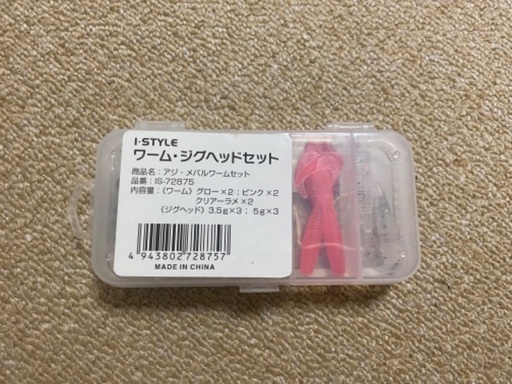 I·STYLE
ワーム・ジグヘッドセット
商品名：アジ・メバルワームセット
品番：IS-72875
内容量：〈ワーム〉グロー×2；ピンク×2
クリアーラメ×2
〈ジグヘッド〉3.5g×3；5g×3
4 943802 728757
MADE IN CHINA